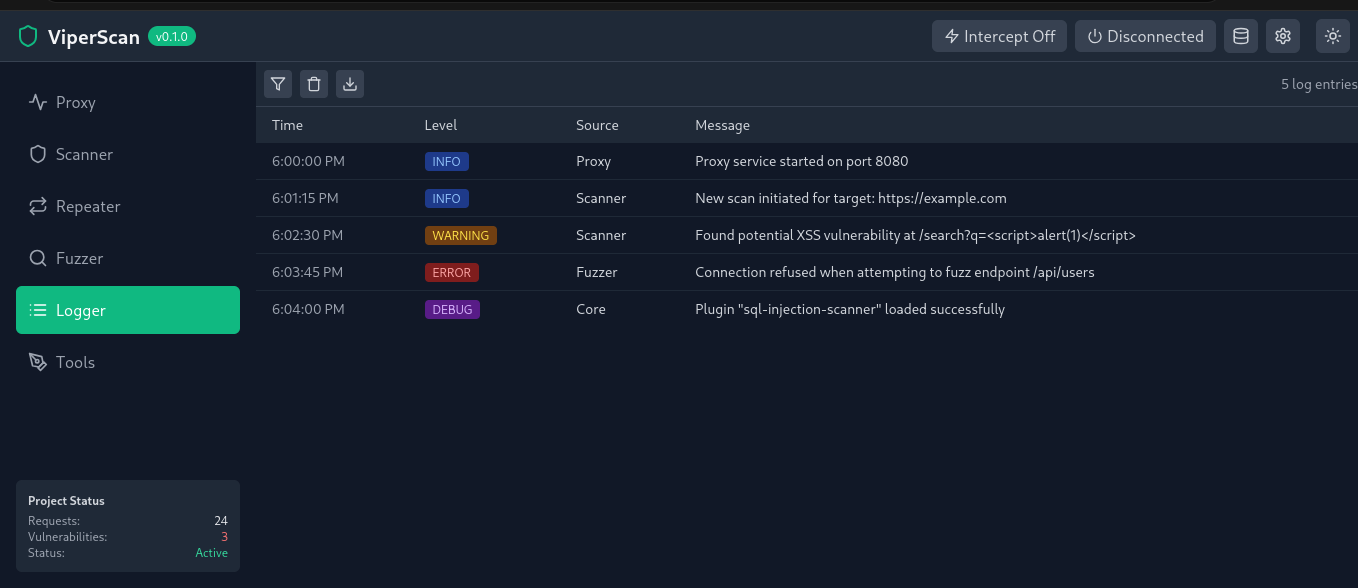 ViperScan v0.1.0 Intercept Off Disconnected
Proxy
Scanner
Repeater
Fuzzer
Logger
Tools
Project Status
Requests: 24
Vulnerabilities: 3
Status: Active
5 log entries
Time Level Source Message
6:00:00 PM INFO Proxy Proxy service started on port 8080
6:01:15 PM INFO Scanner New scan initiated for target: https://example.com
6:02:30 PM WARNING Scanner Found potential XSS vulnerability at /search?q=<script>alert(1)</script>
6:03:45 PM ERROR Fuzzer Connection refused when attempting to fuzz endpoint /api/users
6:04:00 PM DEBUG Core Plugin "sql-injection-scanner" loaded successfully